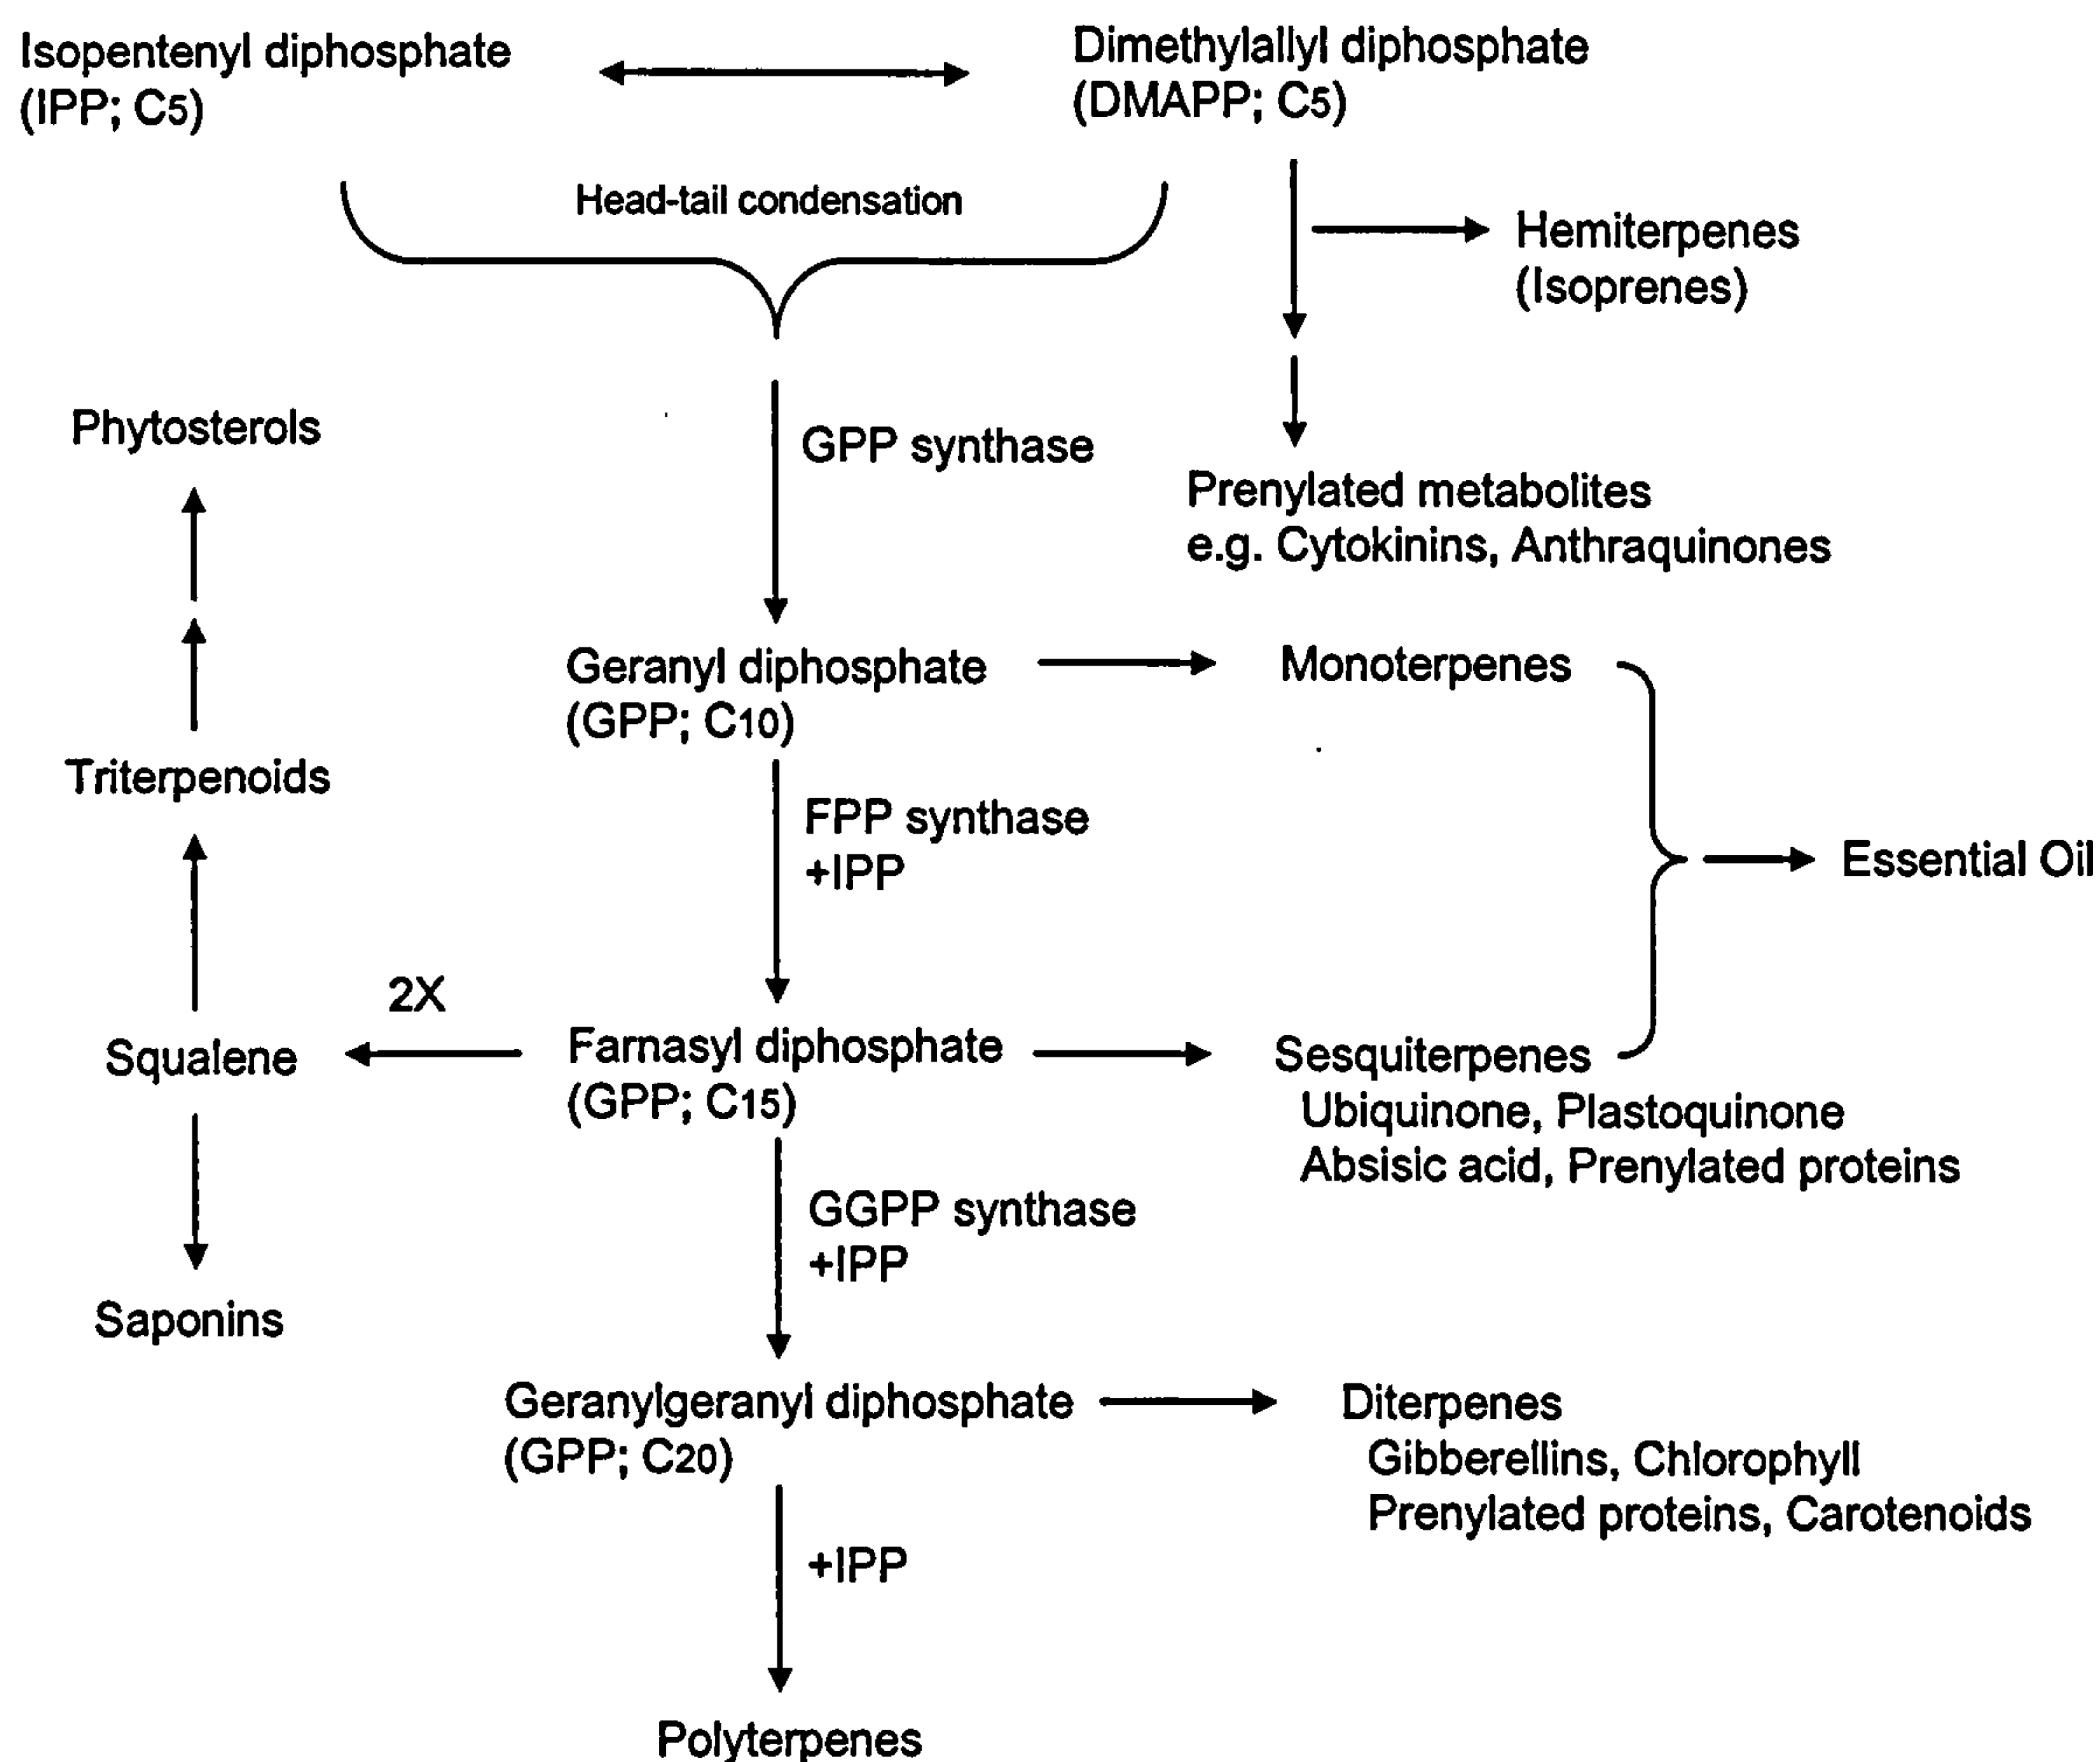 Isopentenyl diphosphate
(IPP; C5)
Dimethylallyl diphosphate
(DMAPP; C5)
Head-tail condensation
Hemiterpenes
(Isoprenes)
Phytosterols
GPP synthase
Prenylated metabolites
e.g. Cytokinins, Anthraquinones
Geranyl diphosphate
(GPP; C10)
Monoterpenes
Triterpenoids
FPP synthase
+IPP
Essential Oil
2X
Squalene
Farnasyl diphosphate
(GPP; C15)
Sesquiterpenes
Ubiquinone, Plastoquinone
Absisic acid, Prenylated proteins
GGPP synthase
+IPP
Saponins
Geranylgeranyl diphosphate
(GPP; C20)
Diterpenes
Gibberellins, Chlorophyll
Prenylated proteins, Carotenoids
+IPP
Polyterpenes